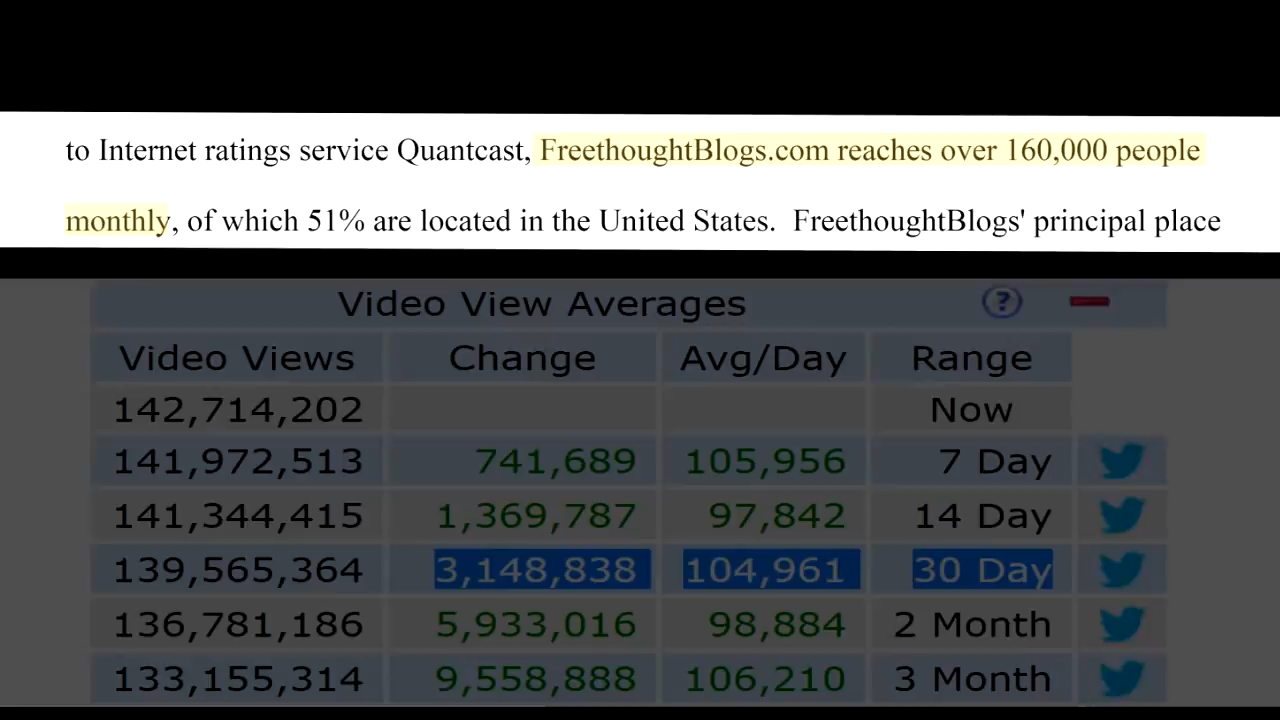 to Internet ratings service Quantcast, FreethoughtBlogs.com reaches over 160,000 people
monthly, of which 51% are located in the United States.  FreethoughtBlogs' principal place
Video View Averages ?
Video Views Change Avg/Day Range
142,714,202 Now
141,972,513 741,689 105,956 7 Day
141,344,415 1,369,787 97,842 14 Day
139,565,364 3,148,838 104,961 30 Day
136,781,186 5,933,016 98,884 2 Month
133,155,314 9,558,888 106,210 3 Month